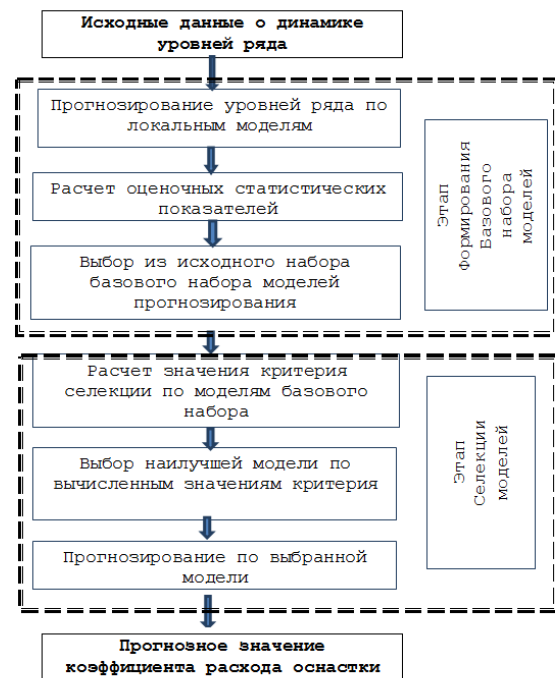 Исходные данные о динамике
уровней ряда
Прогнозирование уровней ряда по
локальным моделям
Расчет оценочных статистических
показателей
Выбор из исходного набора
базового набора моделей
прогнозирования
Этап
Формирования
Базового
набора
моделей
Расчет значения критерия
селекции по моделям базового
набора
Выбор наилучшей модели по
вычисленным значениям критерия
Прогнозирование по выбранной
модели
Этап
Селекции
моделей
Прогнозное значение
коэффициента расхода оснастки